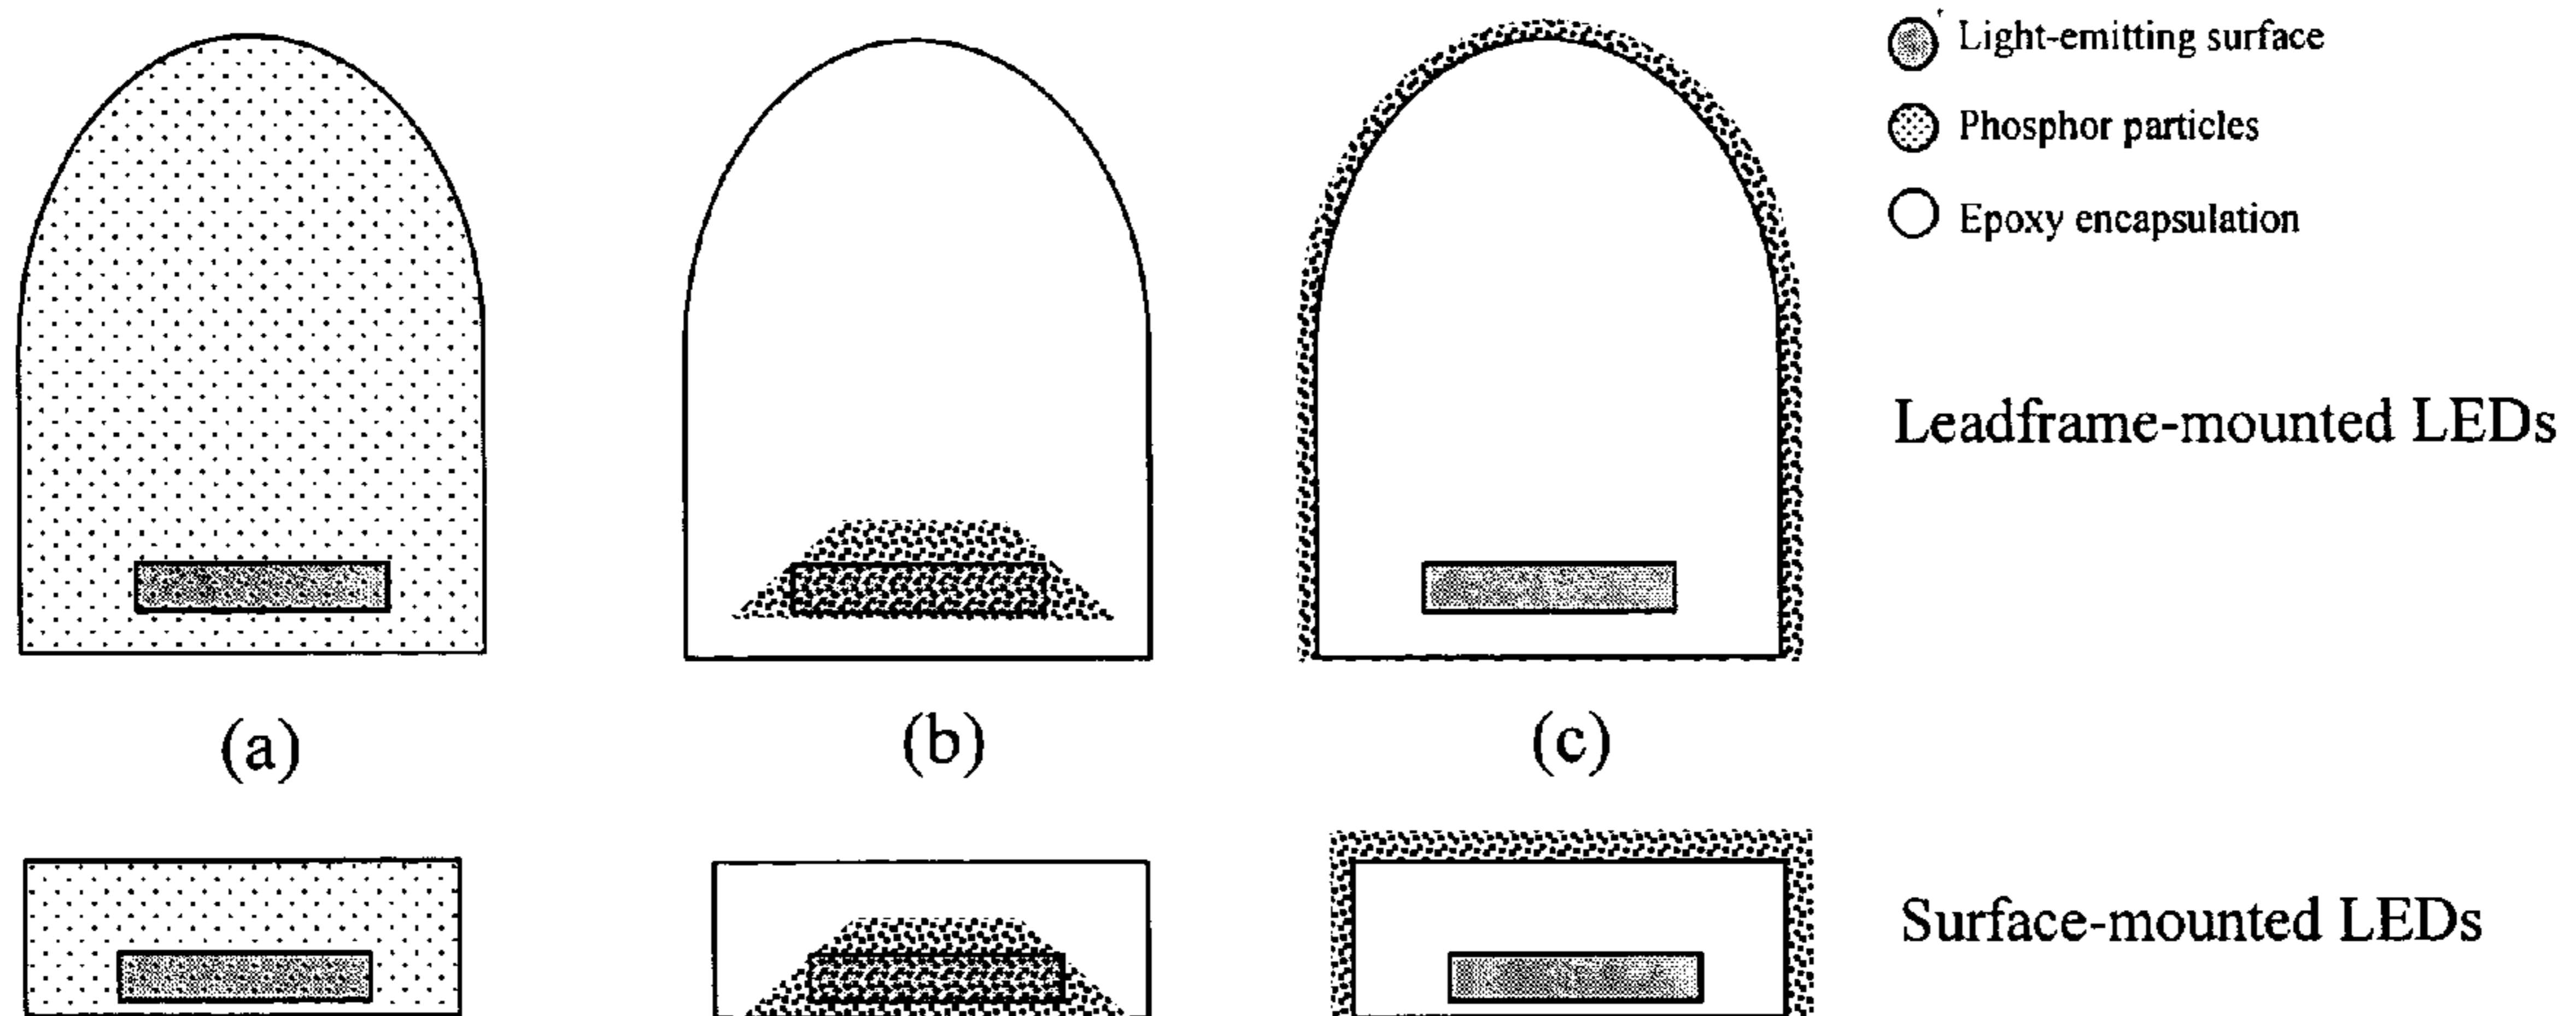 Light-emitting surface
Phosphor particles
Epoxy encapsulation
Leadframe-mounted LEDs
(a)
(b)
(c)
Surface-mounted LEDs